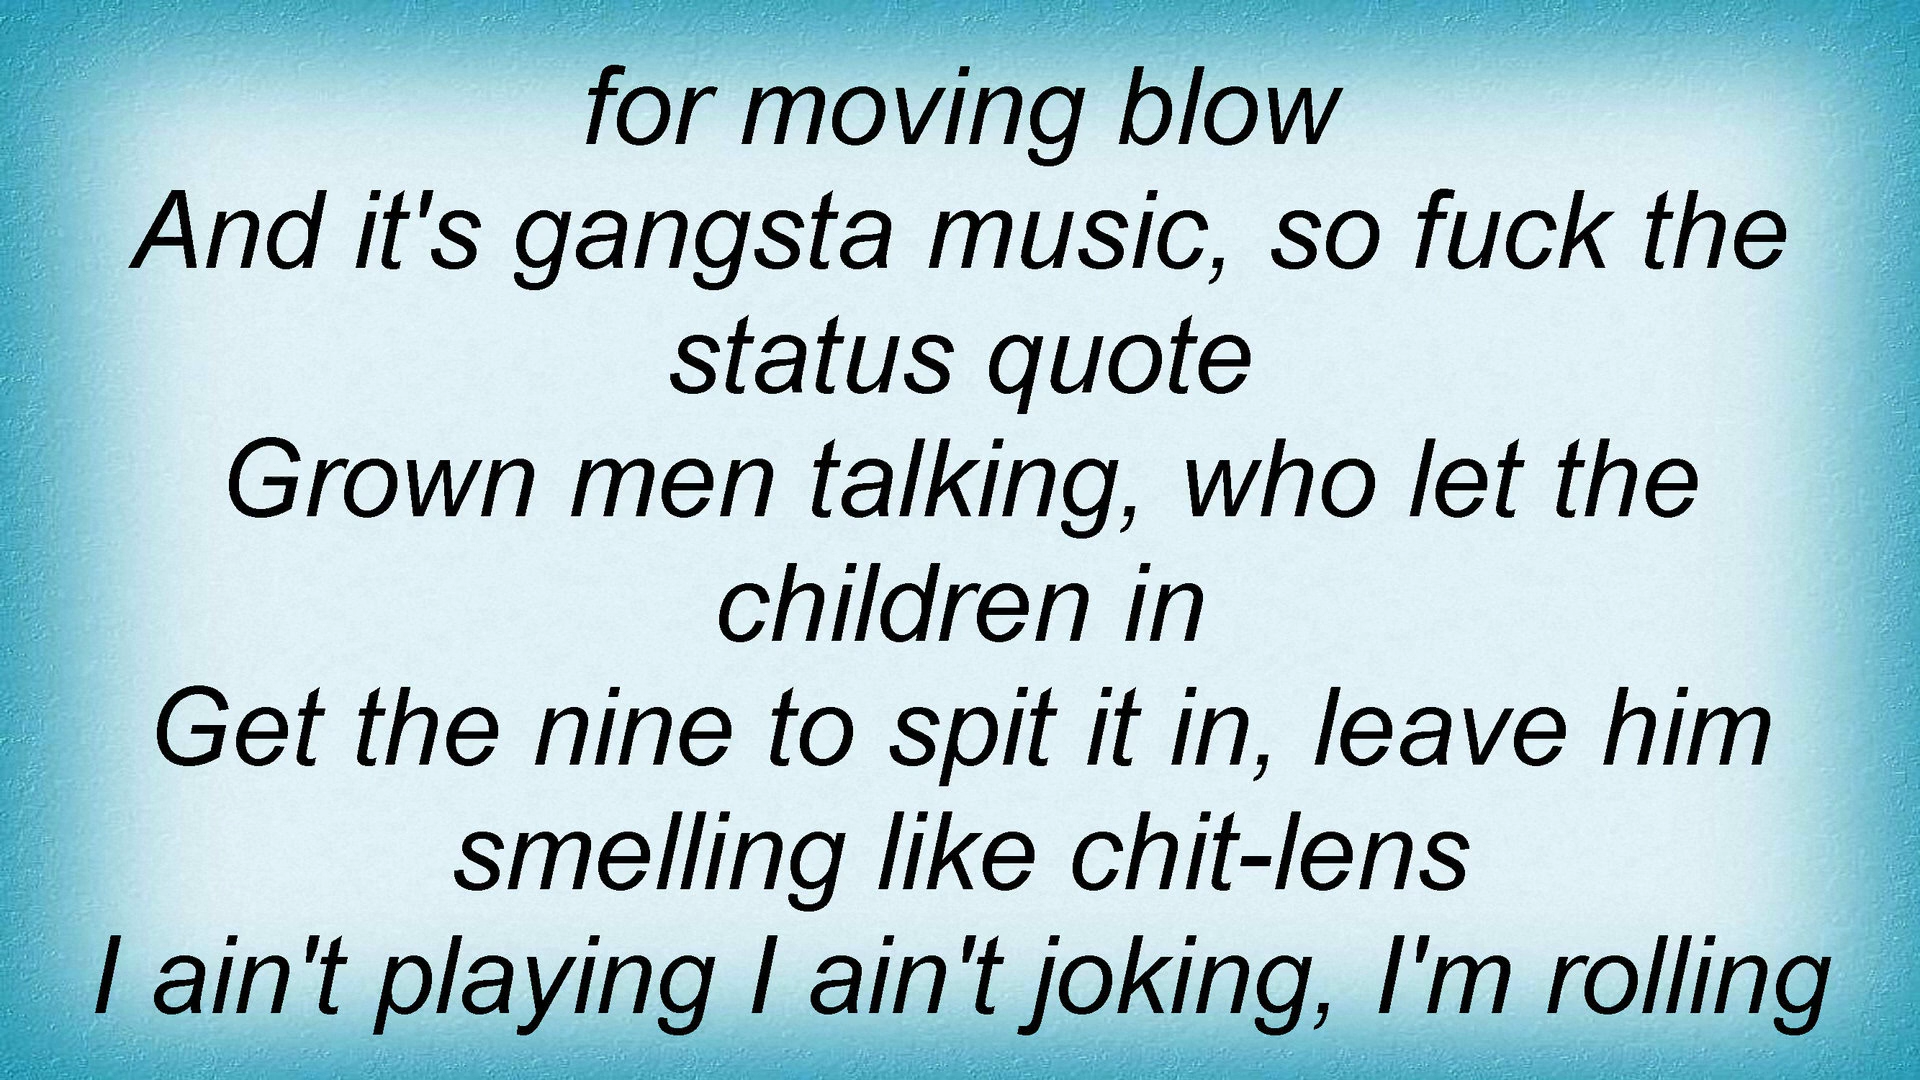 for moving blow
And it's gangsta music, so fuck the
status quote
Grown men talking, who let the
children in
Get the nine to spit it in, leave him
smelling like chit-lens
I ain't playing I ain't joking, I'm rolling